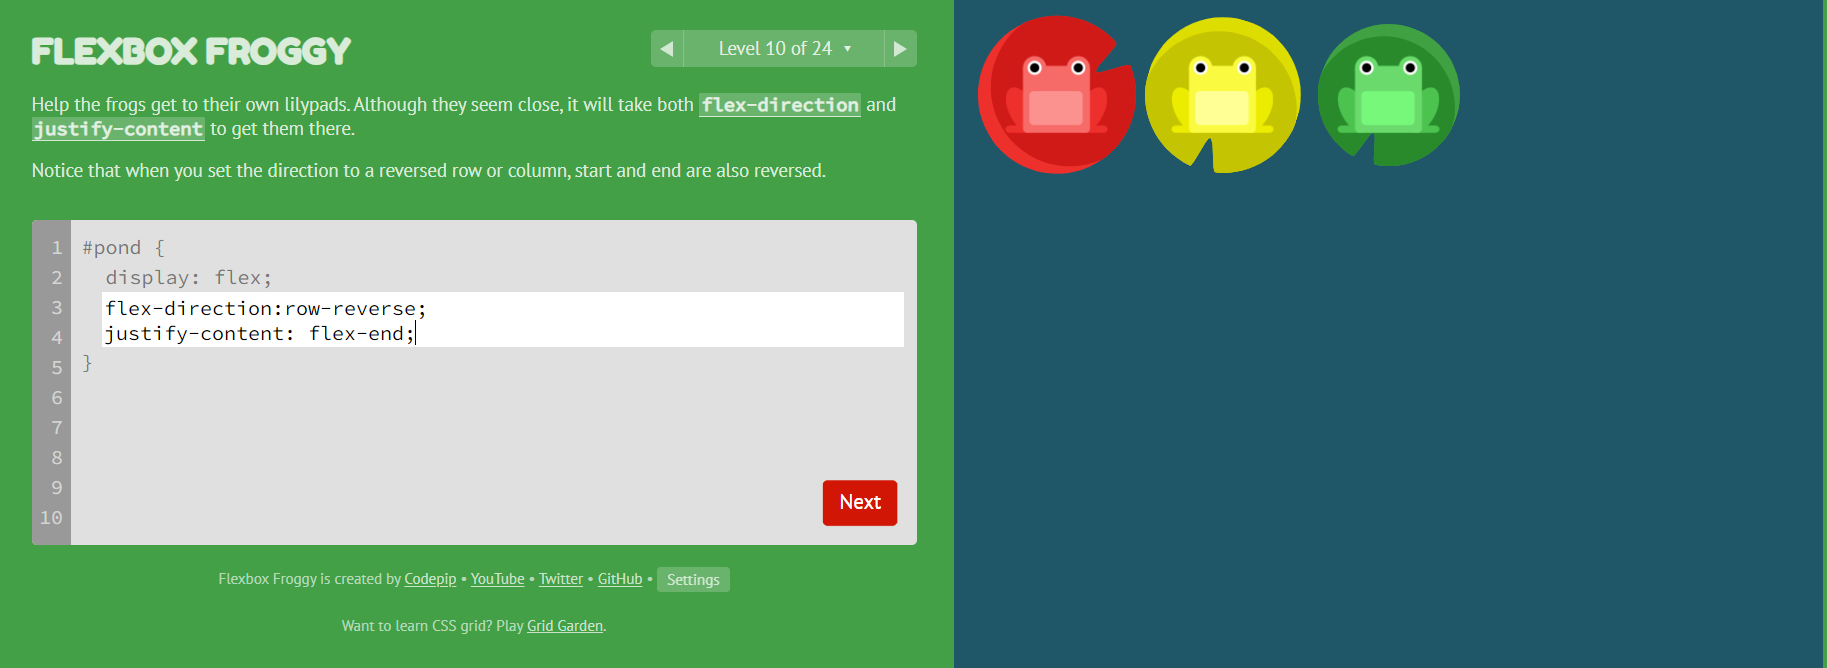 FLEXBOX FROGGY
◀ Level 10 of 24 ▼ ▶
Help the frogs get to their own lilypads. Although they seem close, it will take both flex-direction and
justify-content to get them there.
Notice that when you set the direction to a reversed row or column, start and end are also reversed.
1 #pond {
2 display: flex;
3 flex-direction:row-reverse;
4 justify-content: flex-end;
5 }
6
7
8
9
10
Next
Flexbox Froggy is created by Codepip • YouTube • Twitter • GitHub • Settings
Want to learn CSS grid? Play Grid Garden.